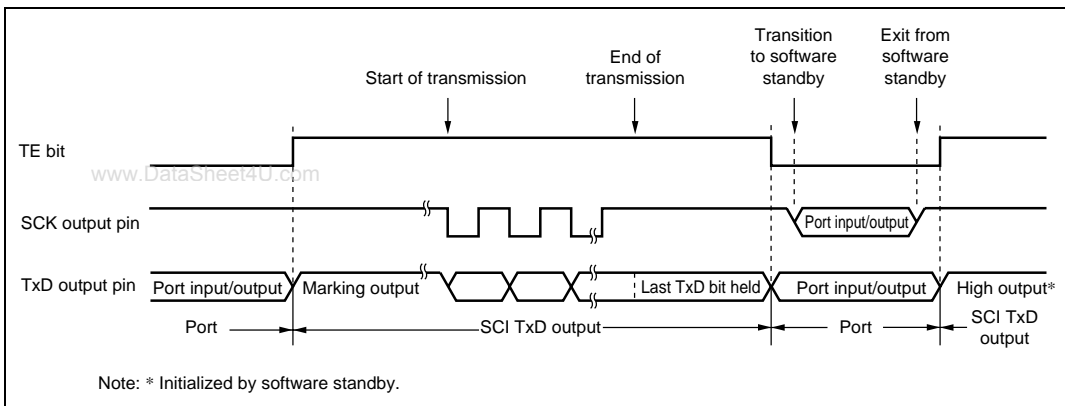 Transition
to software
standby
Exit from
software
standby
End of
transmission
Start of transmission
TE bit
www.DataSheet4U.com
SCK output pin
Port input/output
TxD output pin
Port input/output
Marking output
Last TxD bit held
Port input/output
High output*
Port
SCI TxD output
Port
SCI TxD
output
Note: * Initialized by software standby.